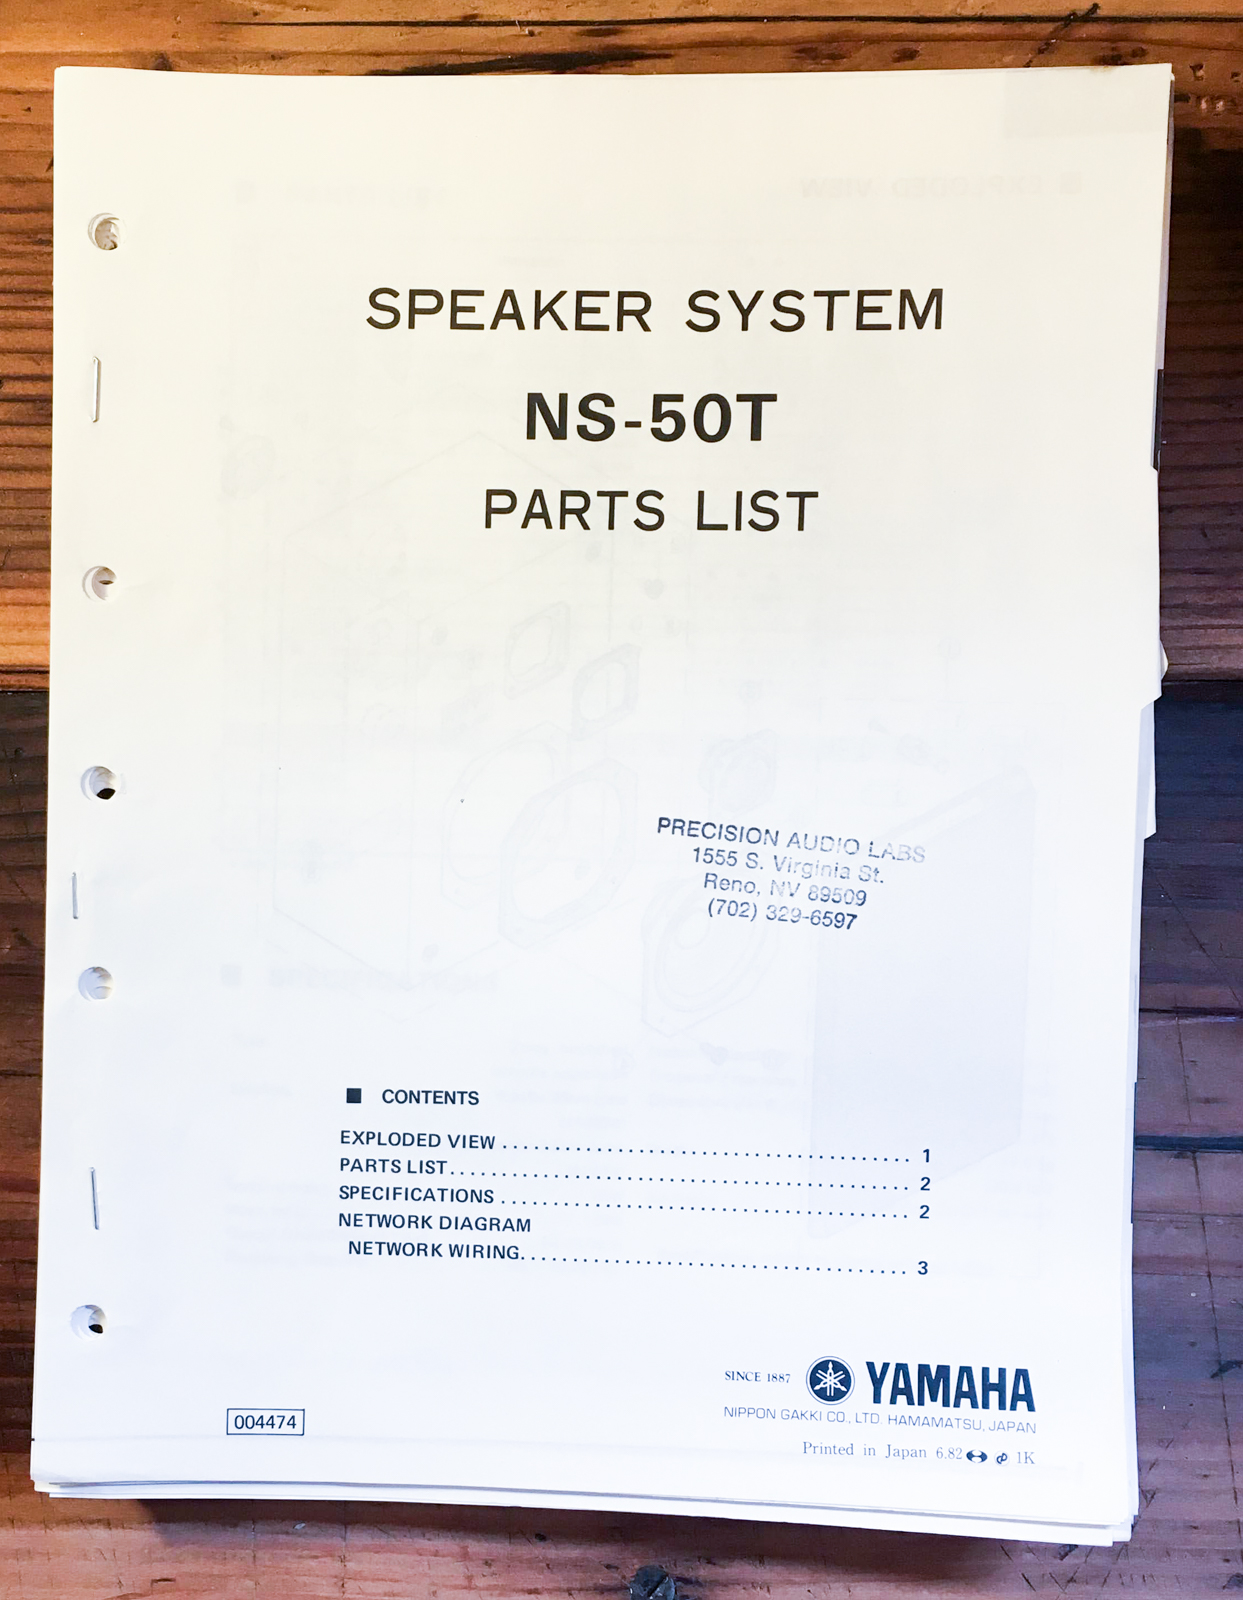 SPEAKER SYSTEM
NS-50T
PARTS LIST
PRECISION AUDIO LABS
1555 S. Virginia St.
Reno, NV 89509
(702) 329-6597
■ CONTENTS
EXPLODED VIEW ..................................... 1
PARTS LIST......................................... 2
SPECIFICATIONS .................................... 2
NETWORK DIAGRAM
NETWORK WIRING................................... 3
SINCE 1887 YAMAHA
NIPPON GAKKI CO., LTD. HAMAMATSU, JAPAN
004474
Printed in Japan 6.82 1K